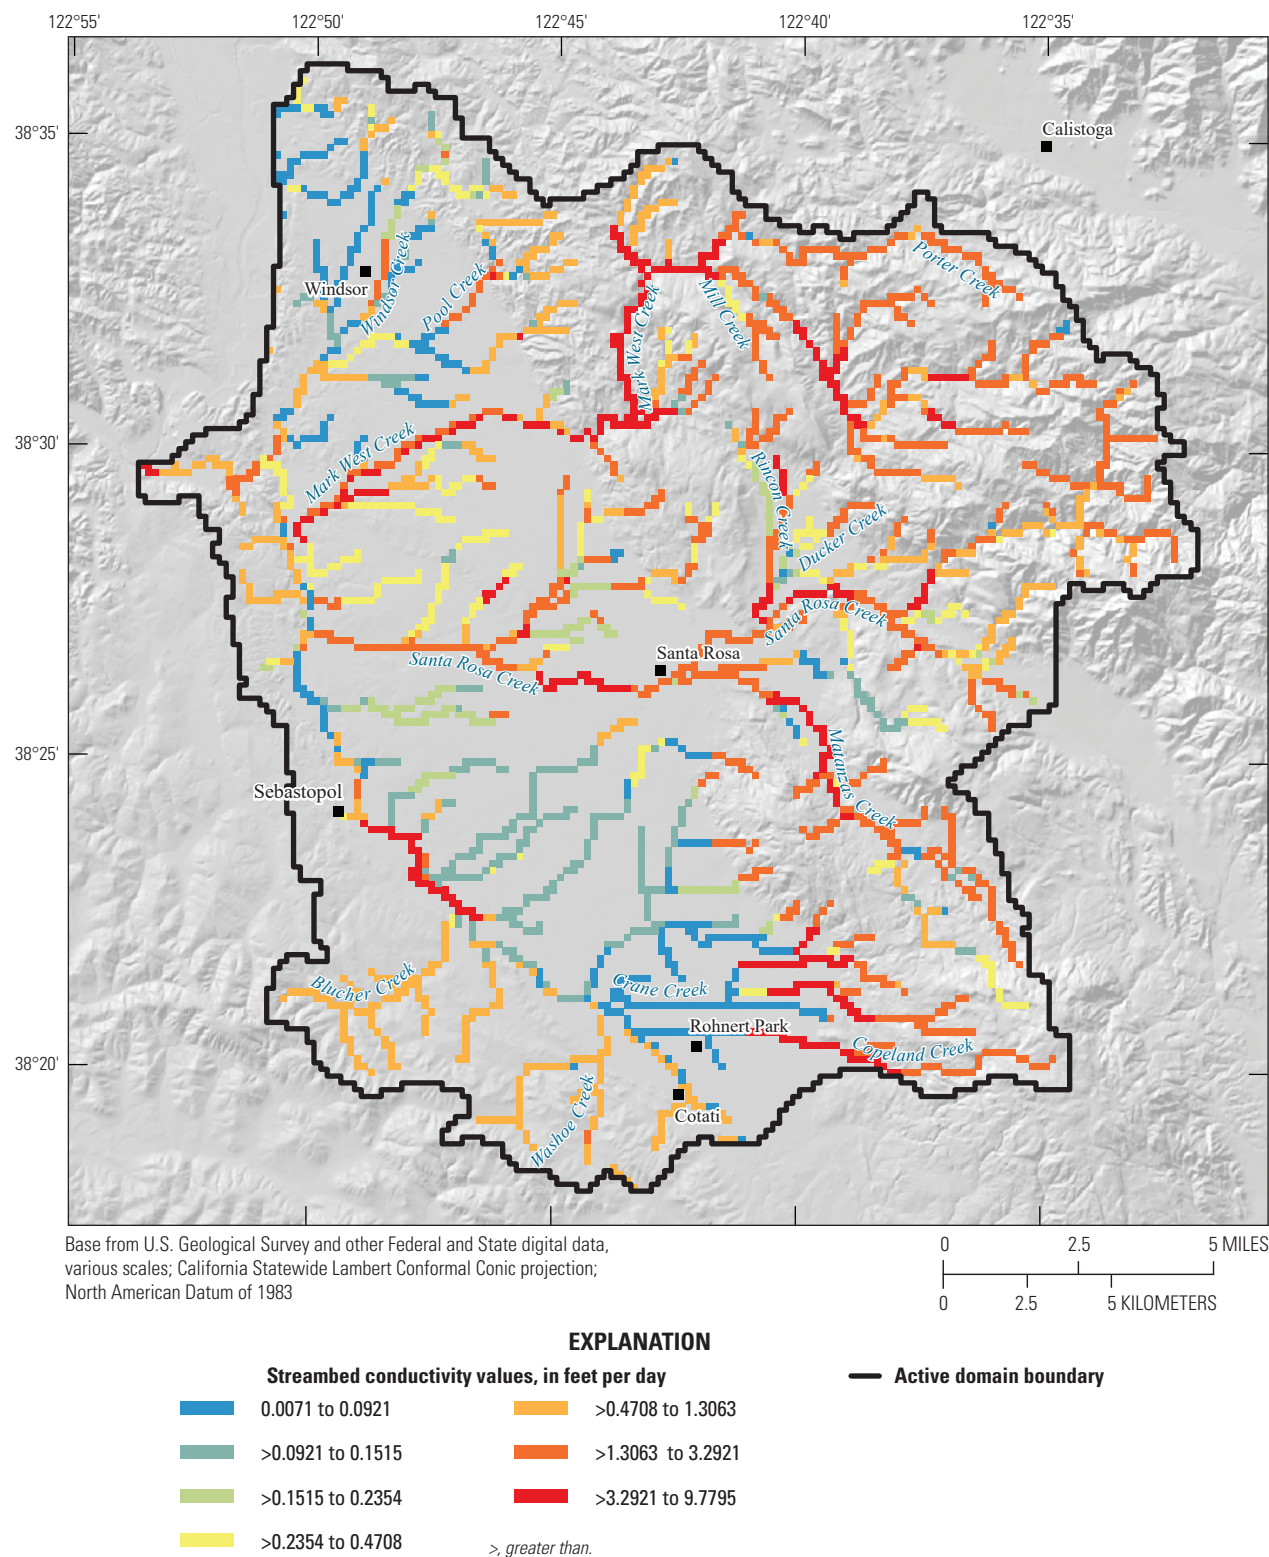 122°55'
122°50'
122°45'
122°40'
122°35'
38°35'
38°30'
38°25'
38°20'
Calistoga
Porter Creek
Windsor
Windsor Creek
Pool Creek
Mark West Creek
Mill Creek
Mark West Creek
Rincon Creek
Ducker Creek
Santa Rosa Creek
Santa Rosa
Santa Rosa Creek
Matanzas Creek
Sebastopol
Blucher Creek
Crane Creek
Rohnert Park
Copeland Creek
Cotati
Washoe Creek
Base from U.S. Geological Survey and other Federal and State digital data,
various scales; California Statewide Lambert Conformal Conic projection;
North American Datum of 1983
0 2.5 5 MILES
0 2.5 5 KILOMETERS
EXPLANATION
Streambed conductivity values, in feet per day
Active domain boundary
0.0071 to 0.0921
>0.0921 to 0.1515
>0.1515 to 0.2354
>0.2354 to 0.4708
>0.4708 to 1.3063
>1.3063 to 3.2921
>3.2921 to 9.7795
>, greater than.